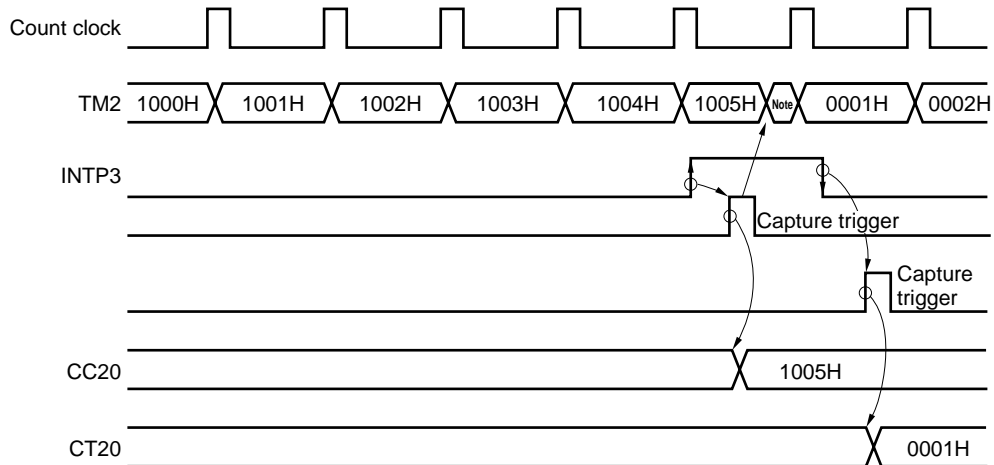 Count clock
TM2 1000H 1001H 1002H 1003H 1004H 1005H Note 0001H 0002H
INTP3
Capture trigger
Capture
trigger
CC20 1005H
CT20 0001H